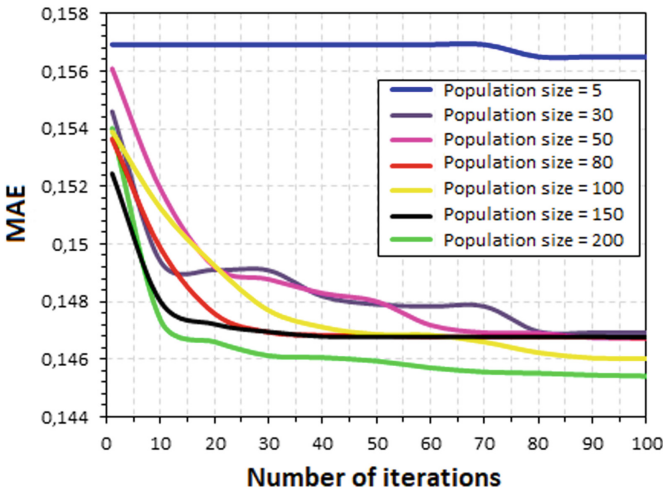 0,158
0,156
0,154
0,152
0,15
0,148
0,146
0,144
MAE
Population size = 5
Population size = 30
Population size = 50
Population size = 80
Population size = 100
Population size = 150
Population size = 200
0 10 20 30 40 50 60 70 80 90 100
Number of iterations